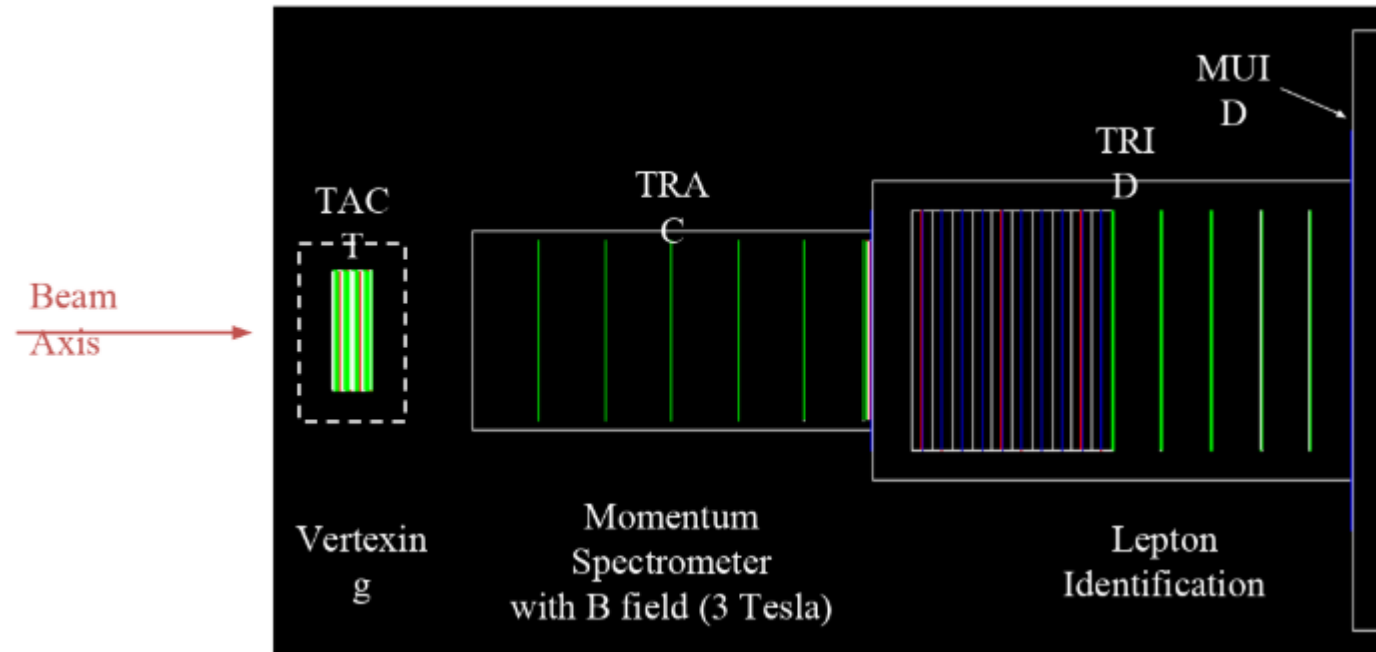 MUI
D
TRI
D
TRA
C
TAC
T
Beam
Axis
Vertexin
g
Momentum
Spectrometer
with B field (3 Tesla)
Lepton
Identification